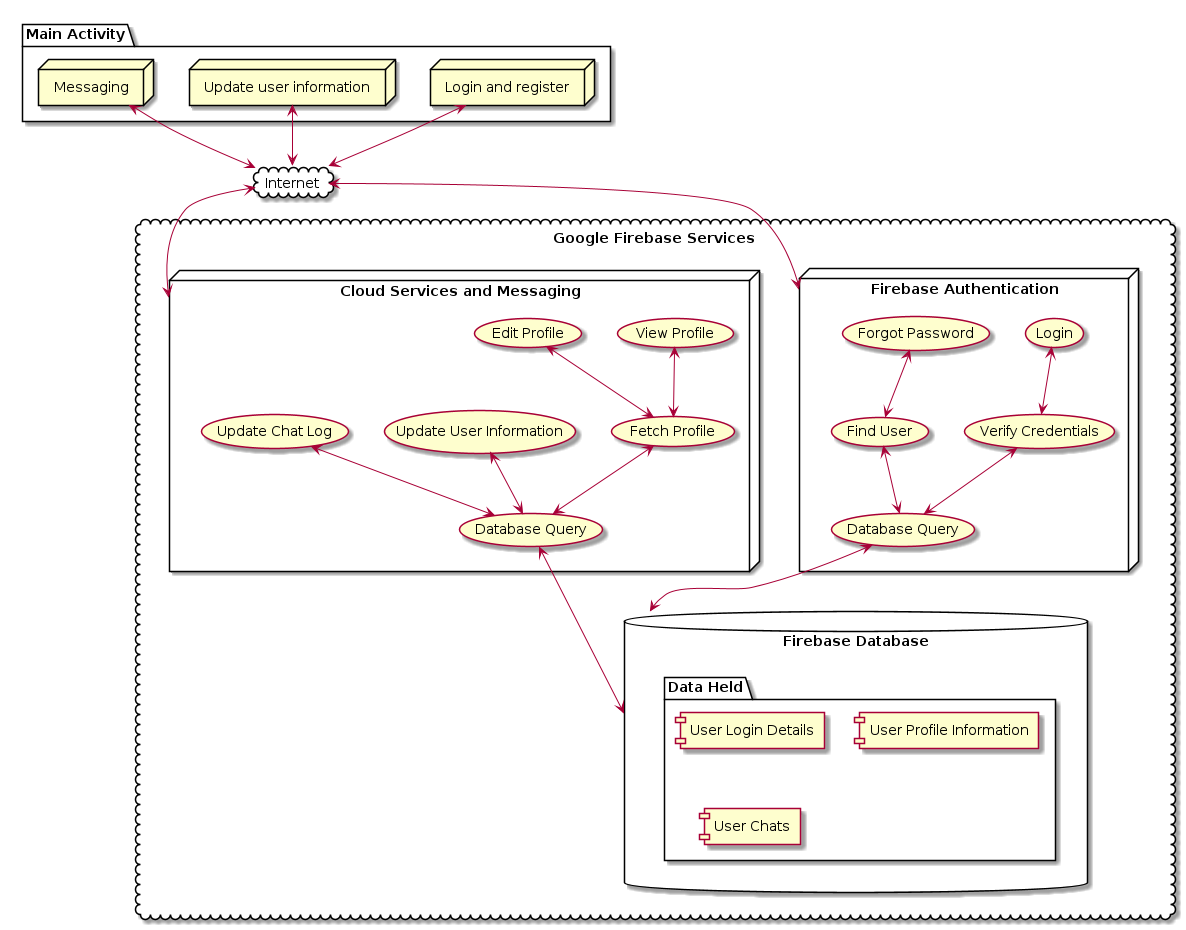 Main Activity
Messaging
Update user information
Login and register
Internet
Google Firebase Services
Cloud Services and Messaging
Edit Profile
View Profile
Update Chat Log
Update User Information
Fetch Profile
Database Query
Firebase Authentication
Forgot Password
Login
Find User
Verify Credentials
Database Query
Firebase Database
Data Held
User Login Details
User Profile Information
User Chats